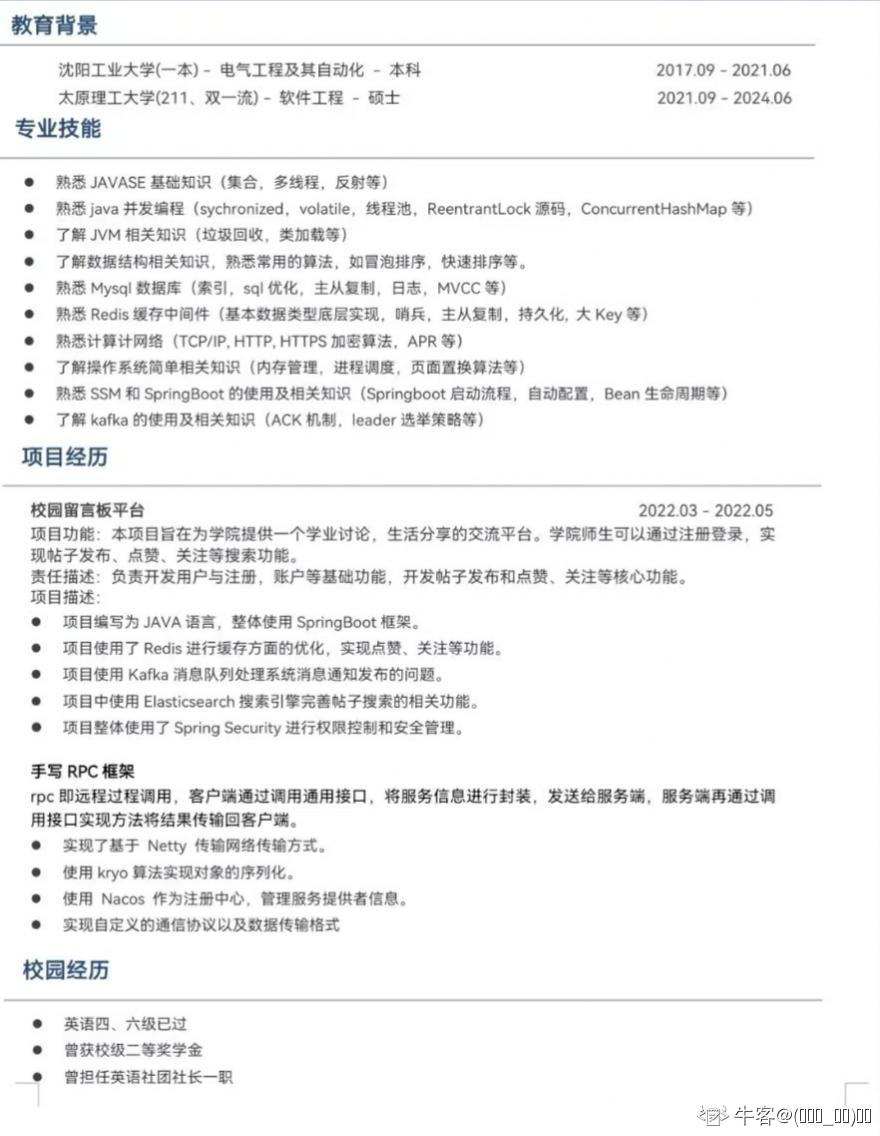 教育背景
沈阳工业大学(一本) – 电气工程及其自动化 – 本科 2017.09 – 2021.06
太原理工大学(211、双一流) – 软件工程 – 硕士 2021.09 – 2024.06
专业技能
● 熟悉 JAVASE 基础知识（集合，多线程，反射等）
● 熟悉 java 并发编程（sychronized，volatile，线程池，ReentrantLock 源码，ConcurrentHashMap 等）
● 了解 JVM 相关知识（垃圾回收，类加载等）
● 了解数据结构相关知识，熟悉常用的算法，如冒泡排序，快速排序等。
● 熟悉 Mysql 数据库（索引，sql 优化，主从复制，日志，MVCC 等）
● 熟悉 Redis 缓存中间件（基本数据类型底层实现，哨兵，主从复制，持久化, 大 Key 等）
● 熟悉计算计网络（TCP/IP, HTTP, HTTPS 加密算法，APR 等）
● 了解操作系统简单相关知识（内存管理，进程调度，页面置换算法等）
● 熟悉 SSM 和 SpringBoot 的使用及相关知识（Springboot 启动流程，自动配置，Bean 生命周期等）
● 了解 kafka 的使用及相关知识（ACK 机制，leader 选举策略等）
项目经历
校园留言板平台 2022.03 – 2022.05
项目功能：本项目旨在为学院提供一个学业讨论，生活分享的交流平台。学院师生可以通过注册登录，实
现帖子发布、点赞、关注等搜索功能。
责任描述：负责开发用户与注册，账户等基础功能，开发帖子发布和点赞、关注等核心功能。
项目描述：
● 项目编写为 JAVA 语言，整体使用 SpringBoot 框架。
● 项目使用了 Redis 进行缓存方面的优化，实现点赞、关注等功能。
● 项目使用 Kafka 消息队列处理系统消息通知发布的问题。
● 项目中使用 Elasticsearch 搜索引擎完善帖子搜索的相关功能。
● 项目整体使用了 Spring Security 进行权限控制和安全管理。
手写 RPC 框架
rpc 即远程过程调用，客户端通过调用通用接口，将服务信息进行封装，发送给服务端，服务端再通过调
用接口实现方法将结果传输回客户端。
● 实现了基于 Netty 传输网络传输方式。
● 使用 kryo 算法实现对象的序列化。
● 使用 Nacos 作为注册中心，管理服务提供者信息。
● 实现自定义的通信协议以及数据传输格式
校园经历
● 英语四、六级已过
● 曾获校级二等奖学金
● 曾担任英语社团社长一职
牛客@(▯▯▯_▯▯)▯▯